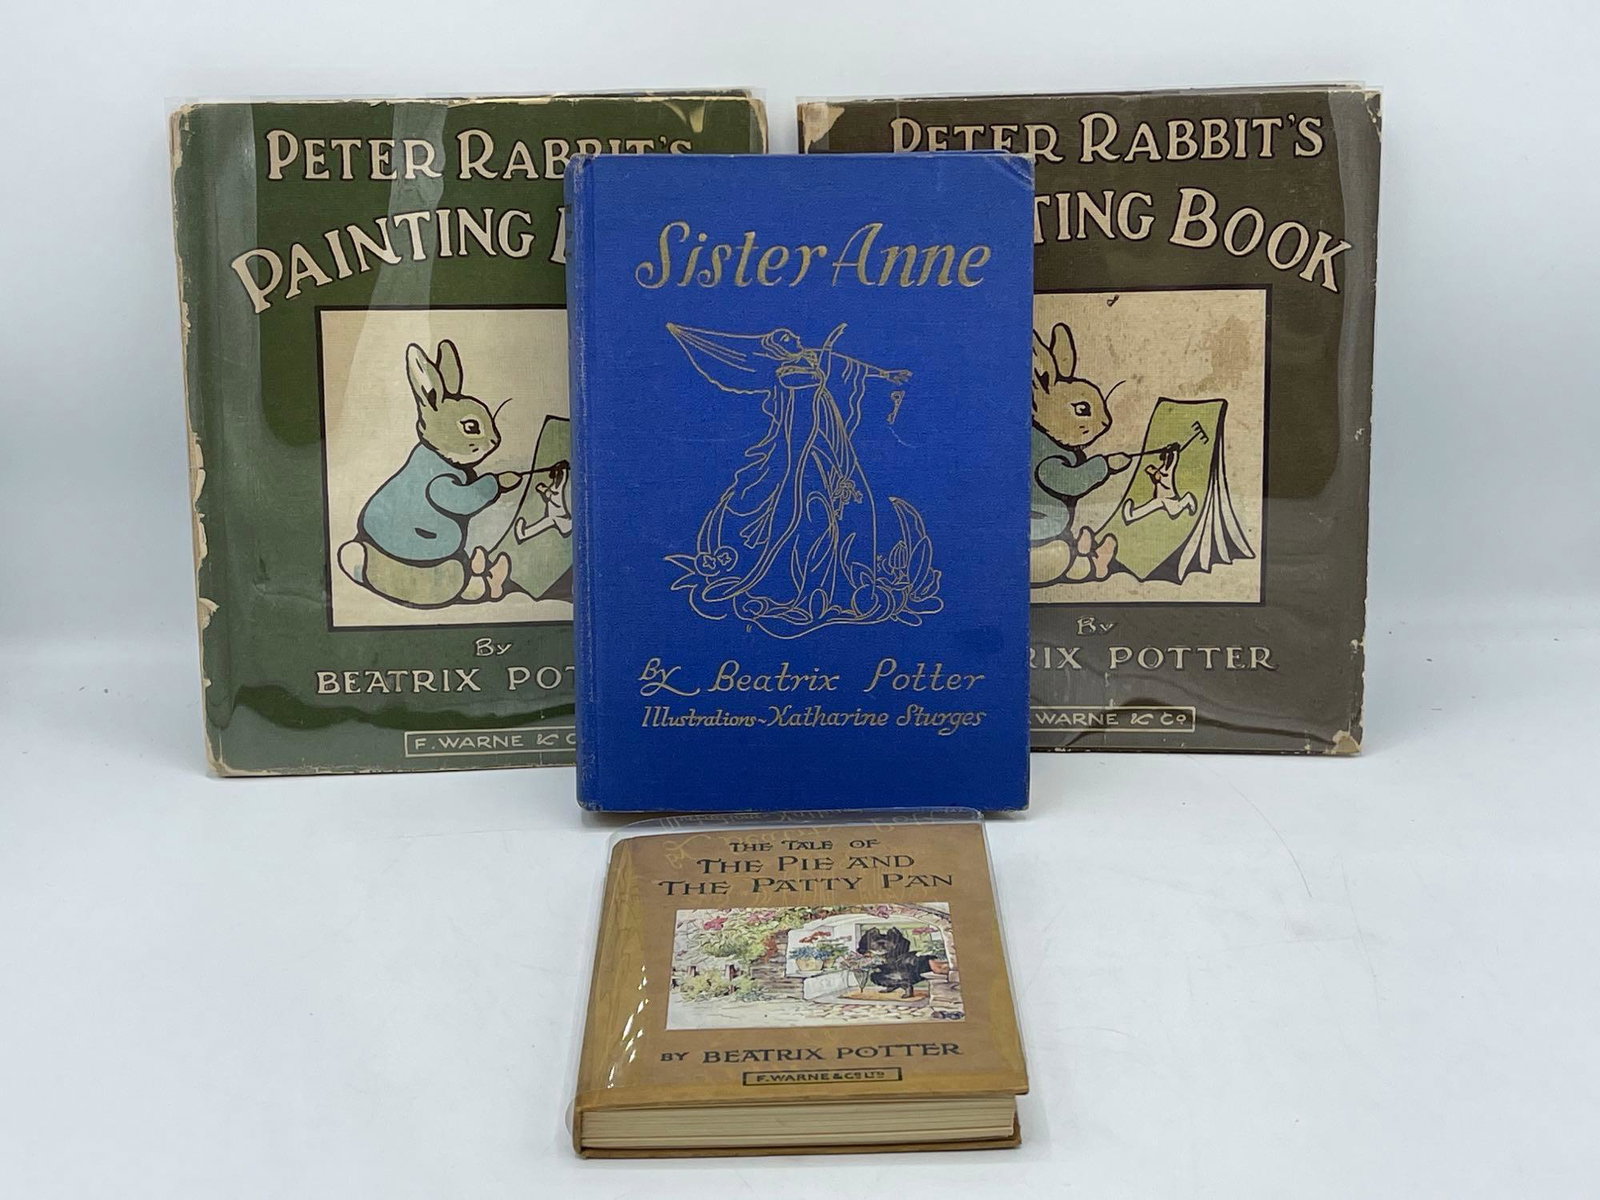 PETER RABBIT'S
PAINTING
By
BEATRIX
F. WARNE & C
PETER RABBIT'S
TING BOOK
By
RIX POTTER
WARNE & Co
Sister Anne
By Beatrix Potter
Illustrations~Katharine Sturges
THE TALE OF
THE PIE AND
THE PATTY PAN
BY BEATRIX POTTER
F. WARNE & Co LTD